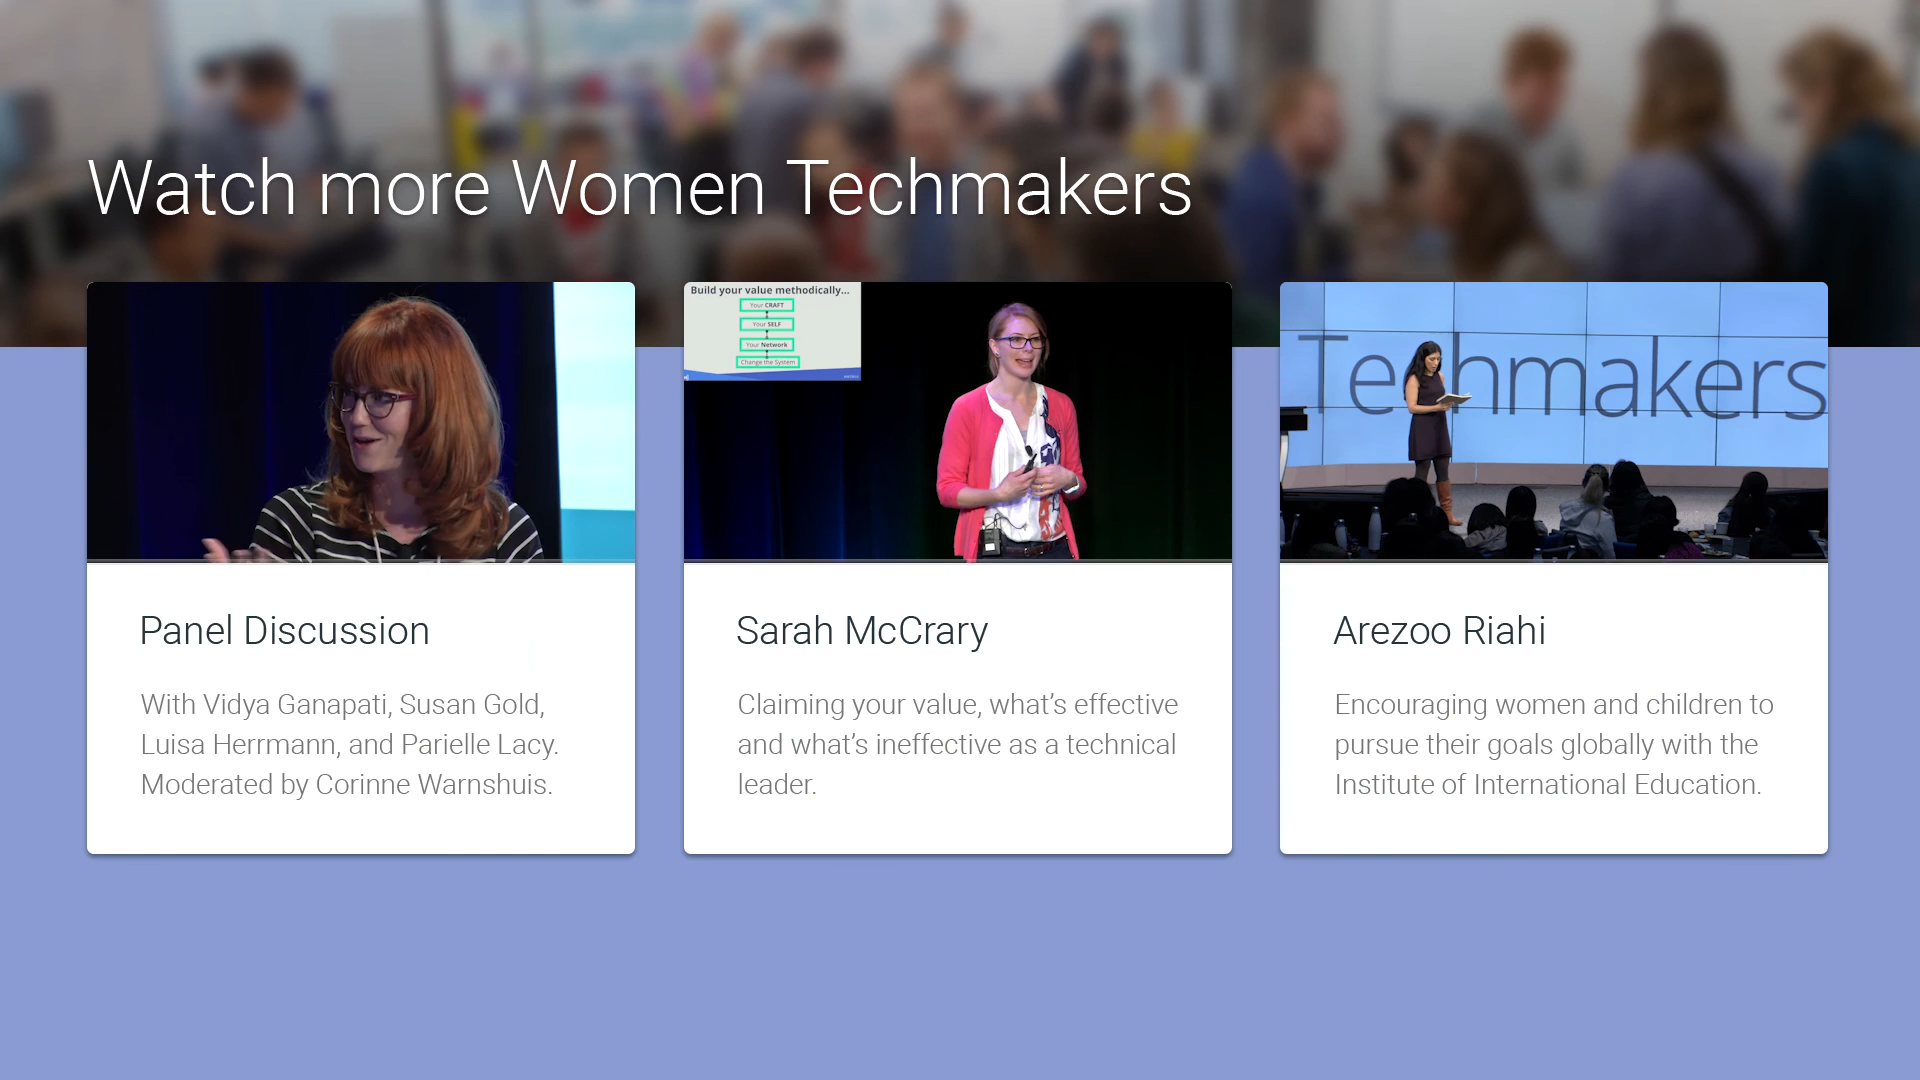 Watch more Women Techmakers
Build your value methodically...
Your CRAFT
Your SELF
Your Network
Change the System
Techmakers
Panel Discussion
With Vidya Ganapati, Susan Gold,
Luisa Herrmann, and Parielle Lacy.
Moderated by Corinne Warnshuis.
Sarah McCrary
Claiming your value, what’s effective
and what’s ineffective as a technical
leader.
Arezoo Riahi
Encouraging women and children to
pursue their goals globally with the
Institute of International Education.